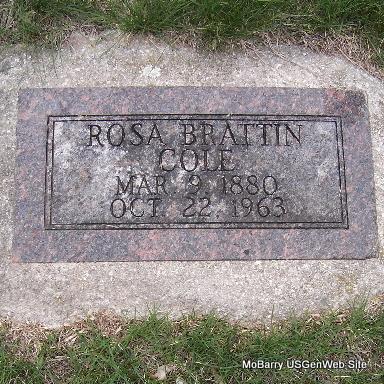 ROSA BRATTIN
COLE
MAR. 9. 1880
OCT. 22. 1963
MoBarry USGenWeb Site